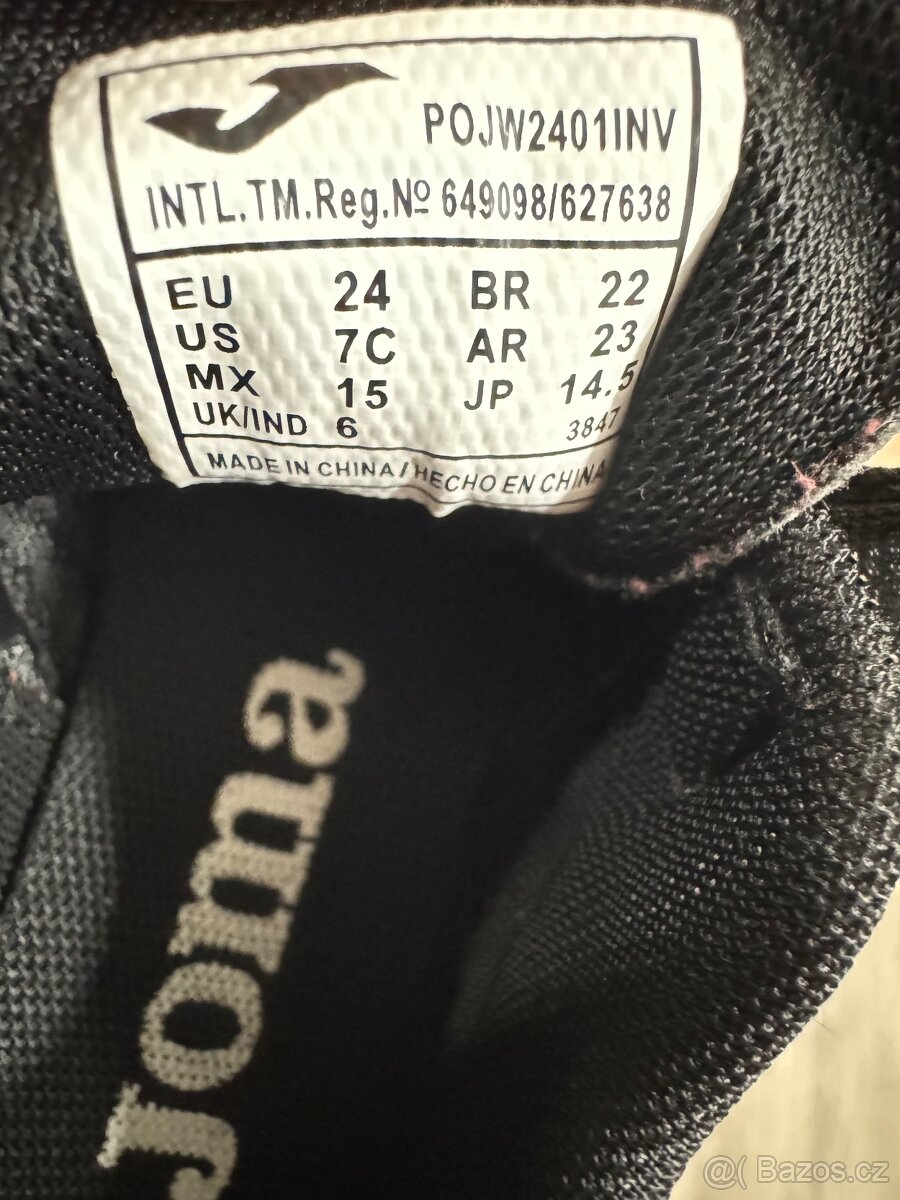 POJW2401INV
INTL.TM.Reg.Nº 649098/627638
EU 24 BR 22
US 7C AR 23
MX 15 JP 14.5
UK/IND 6 3847
MADE IN CHINA/HECHO EN CHINA
Joma
@( Bazos.cz